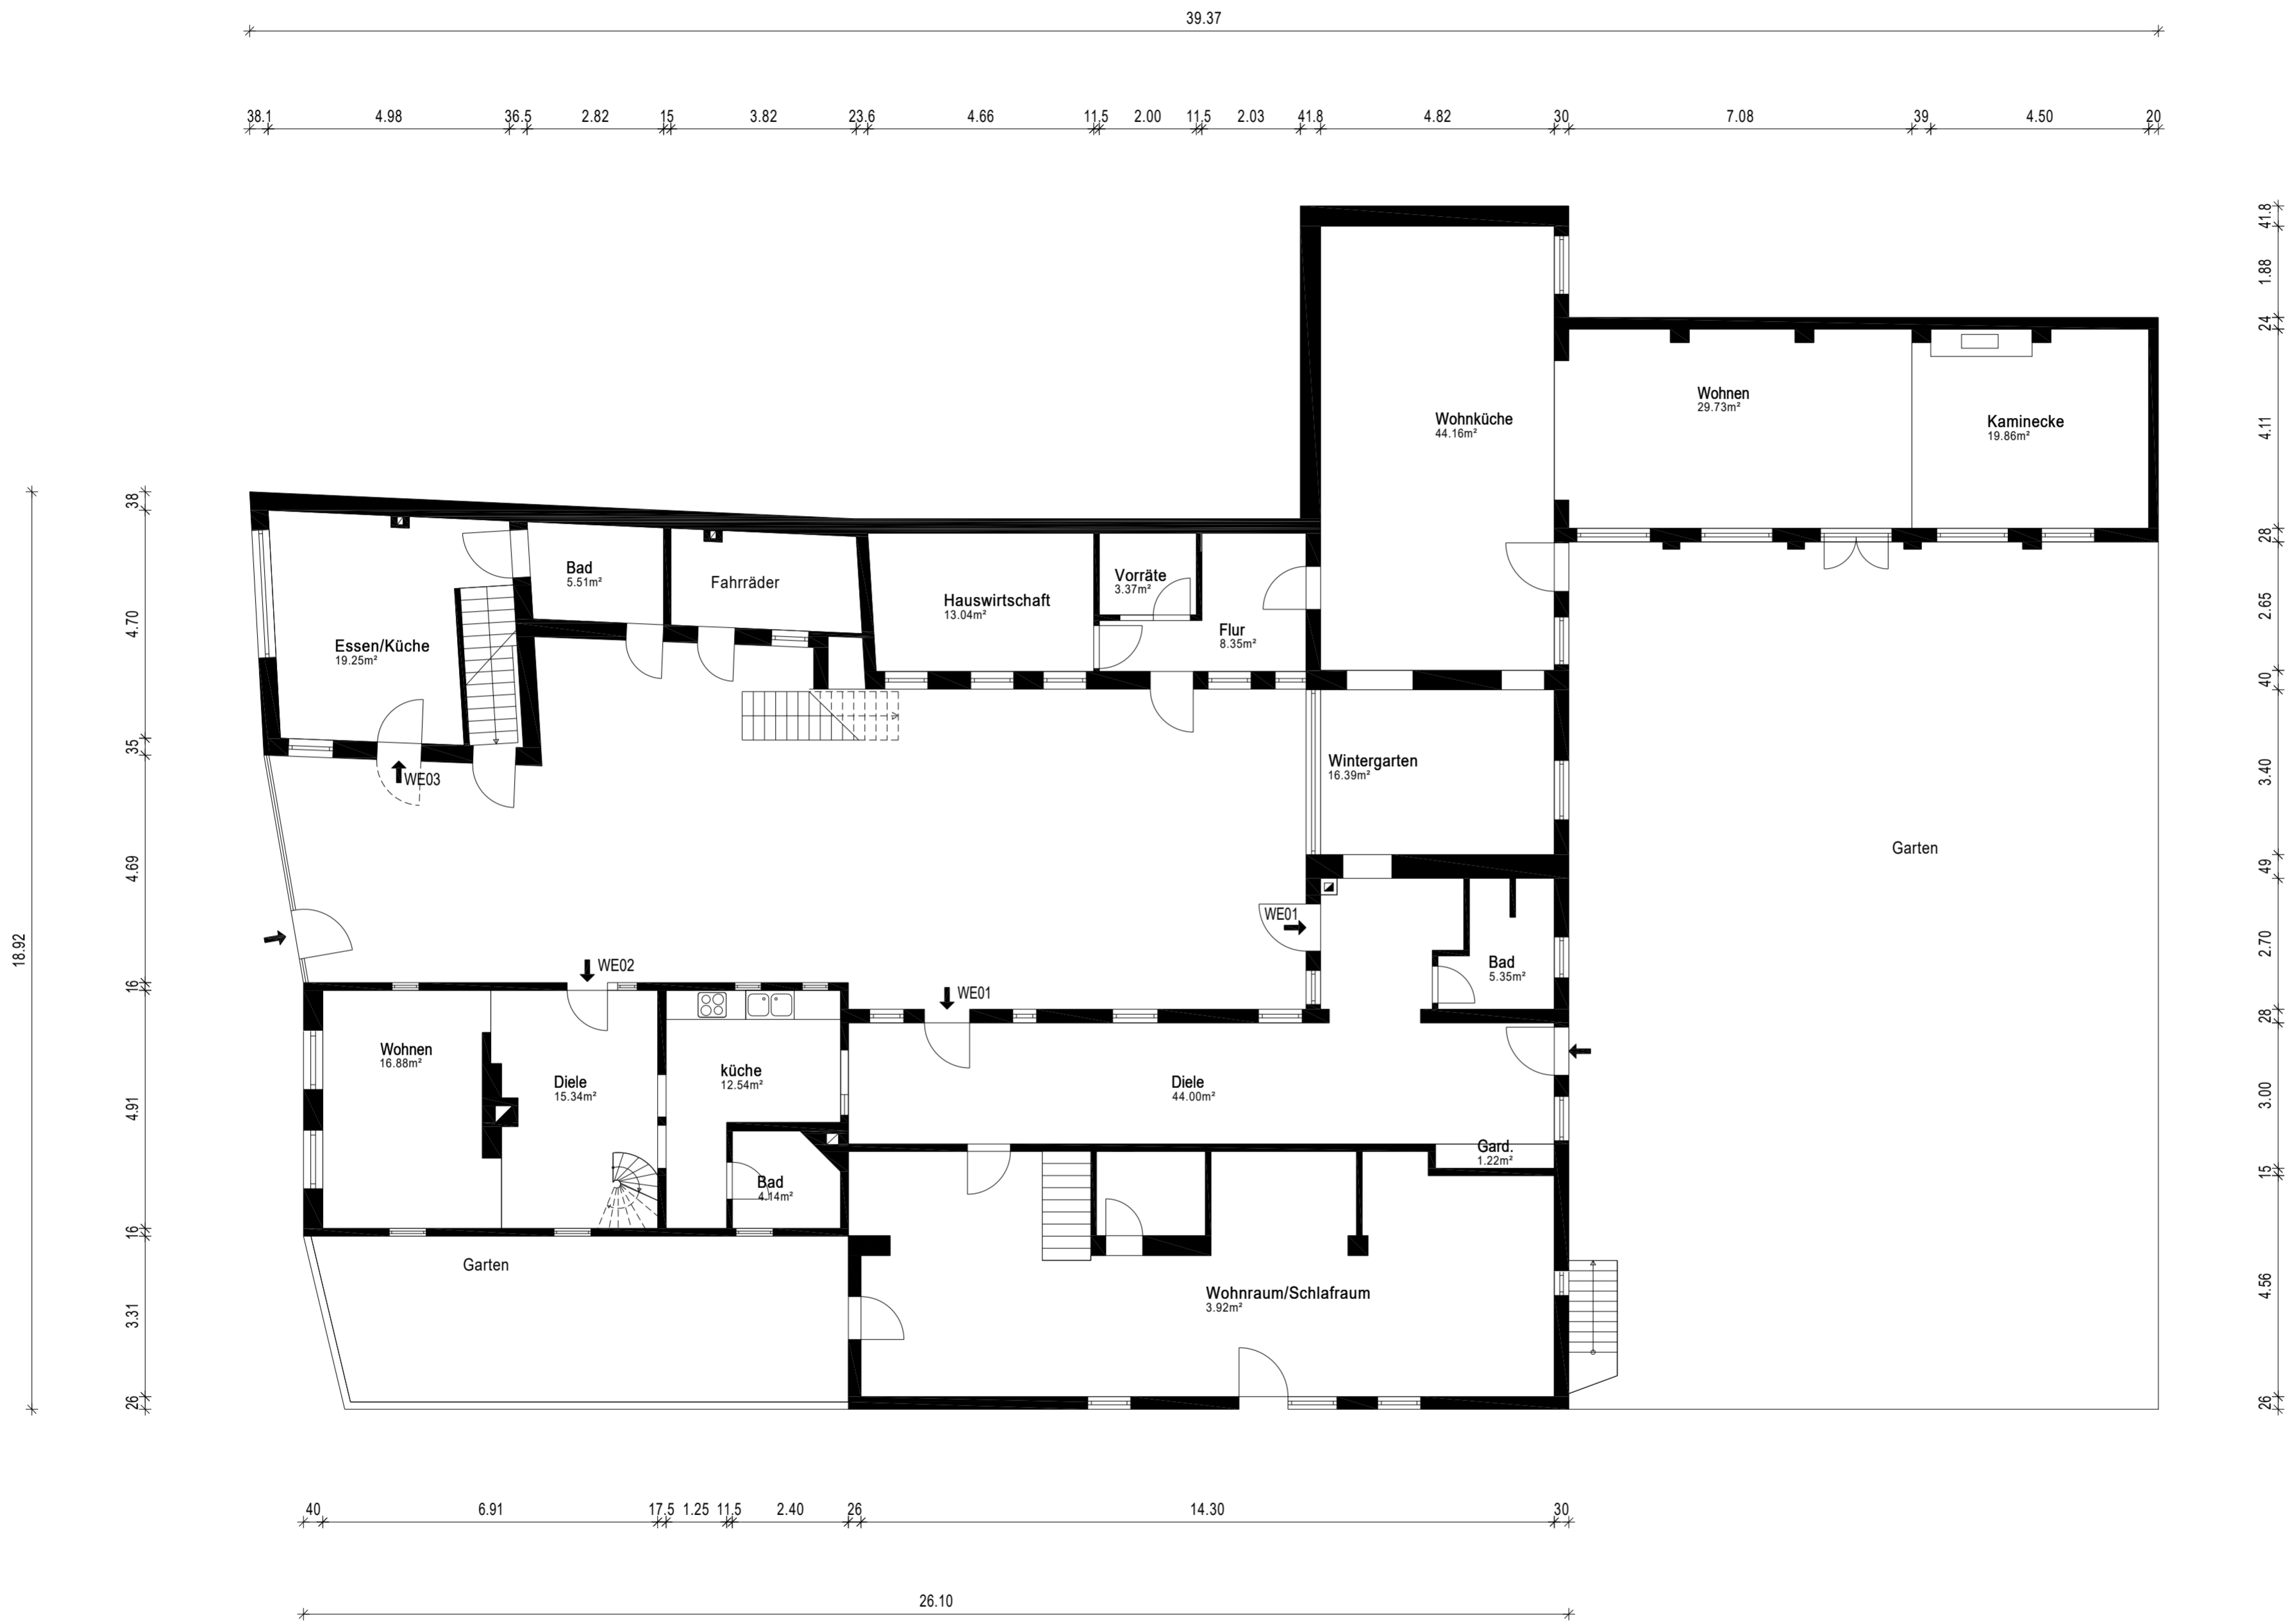 39.37
38.1 4.98 36.5 2.82 15 3.82 23.6 4.66 11.5 2.00 11.5 2.03 41.8 4.82 30 7.08 39 4.50 20
41.8
1.88
24
4.11
28
2.65
40
3.40
49
2.70
28
3.00
15
4.56
26
18.92
38
4.70
35
4.69
16
4.91
16
3.31
26
Wohnküche
44.16m²
Wohnen
29.73m²
Kaminecke
19.86m²
Bad
5.51m²
Fahrräder
Hauswirtschaft
13.04m²
Vorräte
3.37m²
Flur
8.35m²
Essen/Küche
19.25m²
WE03
Wintergarten
16.39m²
Garten
WE01
WE02
WE01
Bad
5.35m²
Wohnen
16.88m²
Diele
15.34m²
küche
12.54m²
Diele
44.00m²
Gard.
1.22m²
Bad
4.14m²
Garten
Wohnraum/Schlafraum
3.92m²
40 6.91 17.5 1.25 11.5 2.40 26 14.30 30
26.10